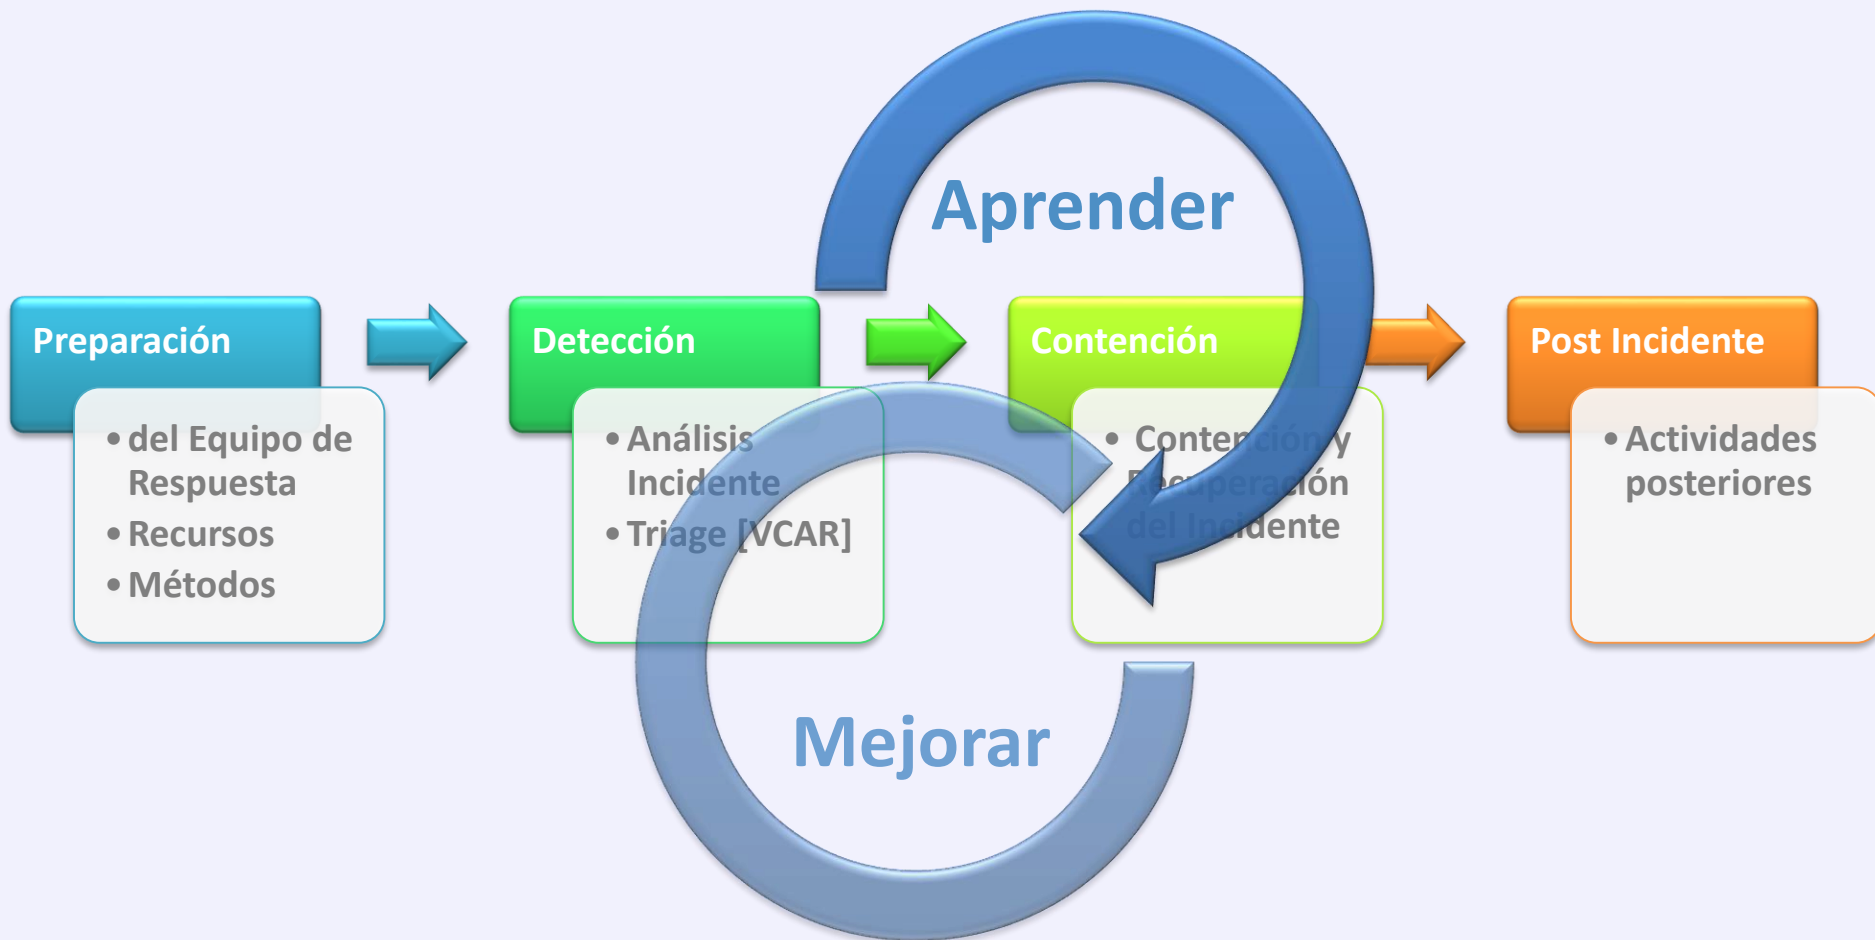 Aprender
Preparación
• del Equipo de
Respuesta
• Recursos
• Métodos
Detección
• Análisis
Incidente
• Triage [VCAR]
Contención
• Contención y
Recuperación
del Incidente
Post Incidente
• Actividades
posteriores
Mejorar